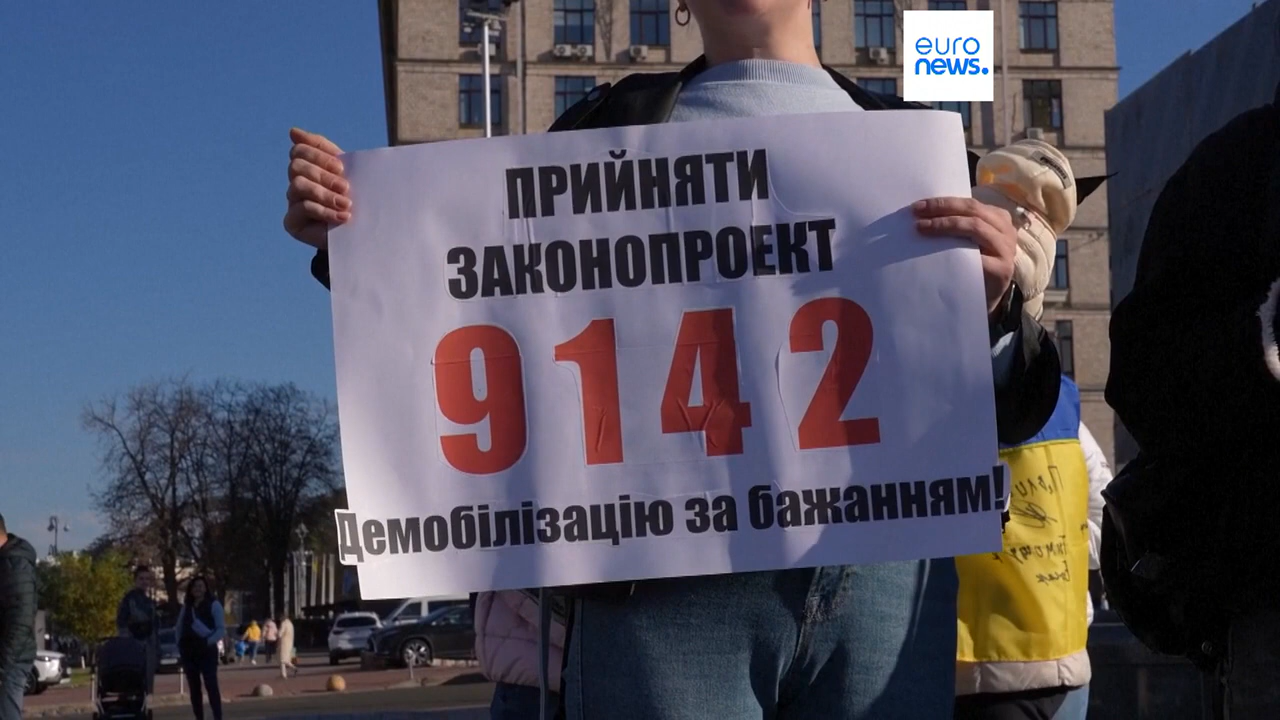 euro
news.
ПРИЙНЯТИ
ЗАКОНОПРОЕКТ
9142
Демобілізацію за бажанням!